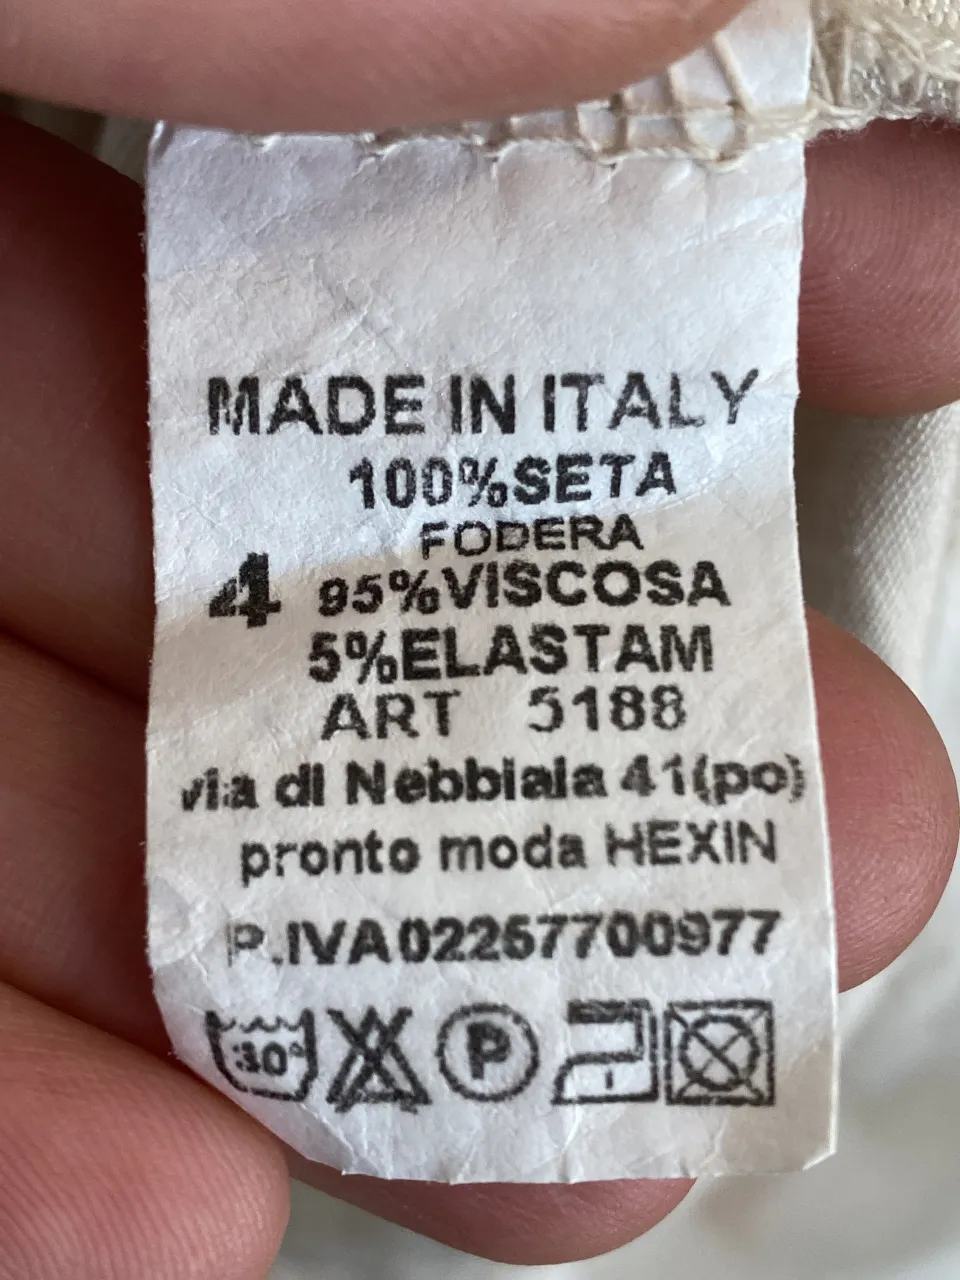 MADE IN ITALY
100%SETA
FODERA
4 95%VISCOSA
5%ELASTAM
ART 5188
via di Nebbiaia 41(po)
pronto moda HEXIN
P.IVA02257700977
30°
P